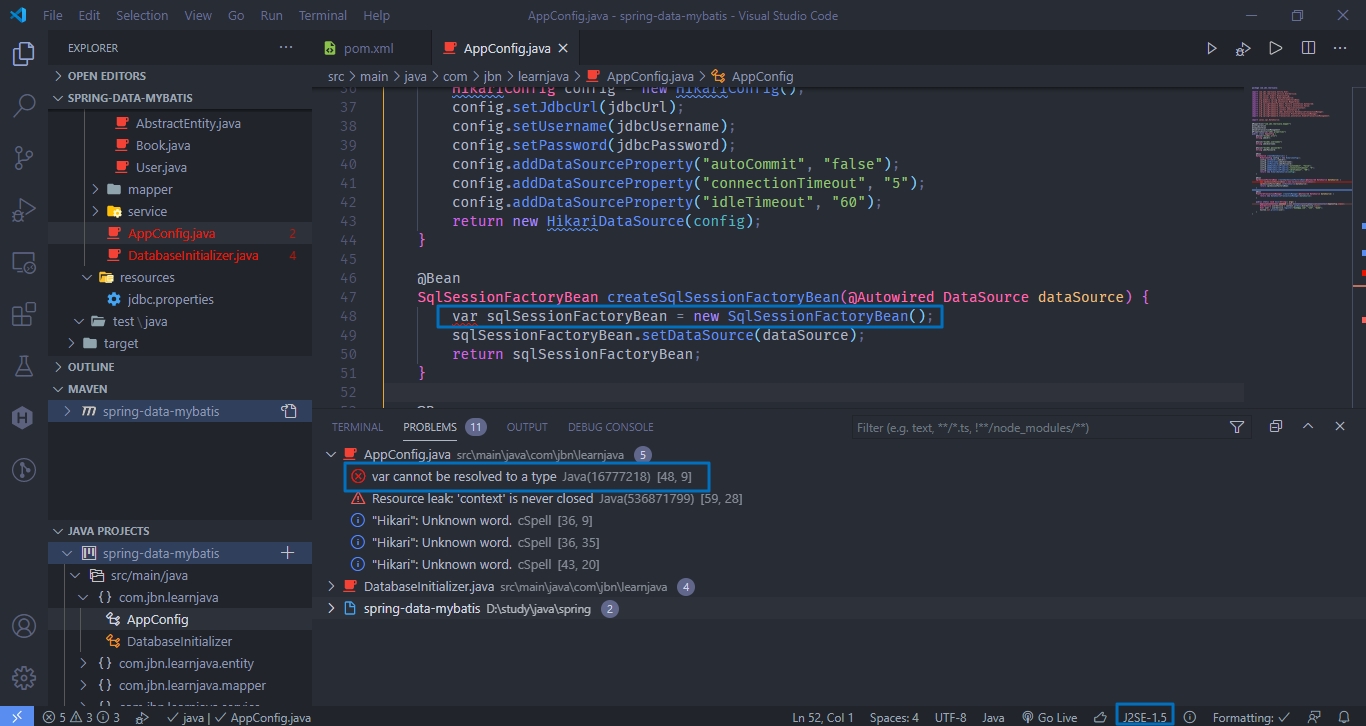 File Edit Selection View Go Run Terminal Help AppConfig.java - spring-data-mybatis - Visual Studio Code
EXPLORER
OPEN EDITORS
SPRING-DATA-MYBATIS
AbstractEntity.java
Book.java
User.java
mapper
service
AppConfig.java 2
DatabaseInitializer.java 4
resources
jdbc.properties
test \ java
target
OUTLINE
MAVEN
spring-data-mybatis
JAVA PROJECTS
spring-data-mybatis
src/main/java
com.jbn.learnjava
AppConfig
DatabaseInitializer
com.jbn.learnjava.entity
com.jbn.learnjava.mapper
com.jbn.learnjava.service
pom.xml AppConfig.java
src > main > java > com > jbn > learnjava > AppConfig.java > AppConfig
36 HikariConfig config = new HikariConfig();
37 config.setJdbcUrl(jdbcUrl);
38 config.setUsername(jdbcUsername);
39 config.setPassword(jdbcPassword);
40 config.addDataSourceProperty("autoCommit", "false");
41 config.addDataSourceProperty("connectionTimeout", "5");
42 config.addDataSourceProperty("idleTimeout", "60");
43 return new HikariDataSource(config);
44 }
45
46 @Bean
47 SqlSessionFactoryBean createSqlSessionFactoryBean(@Autowired DataSource dataSource) {
48 var sqlSessionFactoryBean = new SqlSessionFactoryBean();
49 sqlSessionFactoryBean.setDataSource(dataSource);
50 return sqlSessionFactoryBean;
51 }
52
TERMINAL PROBLEMS 11 OUTPUT DEBUG CONSOLE Filter (e.g. text, **/*.ts, !**/node_modules/**)
AppConfig.java src\main\java\com\jbn\learnjava 5
var cannot be resolved to a type Java(16777218) [48, 9]
Resource leak: 'context' is never closed Java(536871799) [59, 28]
"Hikari": Unknown word. cSpell [36, 9]
"Hikari": Unknown word. cSpell [36, 35]
"Hikari": Unknown word. cSpell [43, 20]
DatabaseInitializer.java src\main\java\com\jbn\learnjava 4
spring-data-mybatis D:\study\java\spring 2
5 3 3 java | AppConfig.java Ln 52, Col 1 Spaces: 4 UTF-8 Java Go Live J2SE-1.5 Formatting: